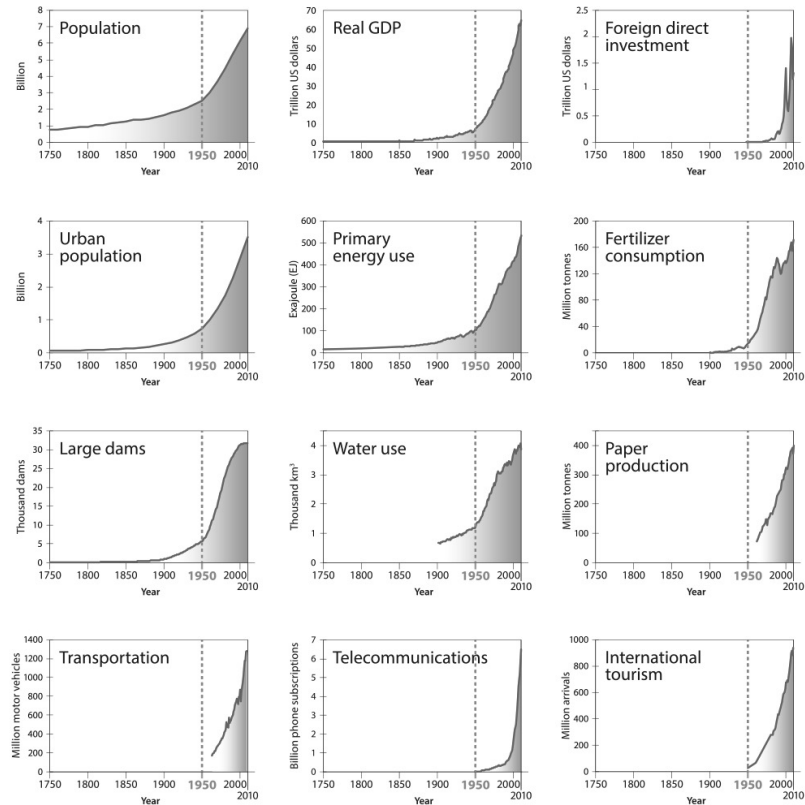 Population
Billion
8
7
6
5
4
3
2
1
0
1750 1800 1850 1900 1950 2000 2010
Year
Real GDP
Trillion US dollars
70
60
50
40
30
20
10
0
1750 1800 1850 1900 1950 2000 2010
Year
Foreign direct
investment
Trillion US dollars
2.5
2
1.5
1
0.5
0
1750 1800 1850 1900 1950 2000 2010
Year
Urban
population
Billion
4
3
2
1
0
1750 1800 1850 1900 1950 2000 2010
Year
Primary
energy use
Exajoule (EJ)
600
500
400
300
200
100
0
1750 1800 1850 1900 1950 2000 2010
Year
Fertilizer
consumption
Million tonnes
200
160
120
80
40
0
1750 1800 1850 1900 1950 2000 2010
Year
Large dams
Thousand dams
35
30
25
20
15
10
5
0
1750 1800 1850 1900 1950 2000 2010
Year
Water use
Thousand km³
4
3
2
1
0
1750 1800 1850 1900 1950 2000 2010
Year
Paper
production
Million tonnes
400
300
200
100
0
1750 1800 1850 1900 1950 2000 2010
Year
Transportation
Million motor vehicles
1400
1200
1000
800
600
400
200
0
1750 1800 1850 1900 1950 2000 2010
Year
Telecommunications
Billion phone subscriptions
7
6
5
4
3
2
1
0
1750 1800 1850 1900 1950 2000 2010
Year
International
tourism
Million arrivals
1000
800
600
400
200
0
1750 1800 1850 1900 1950 2000 2010
Year